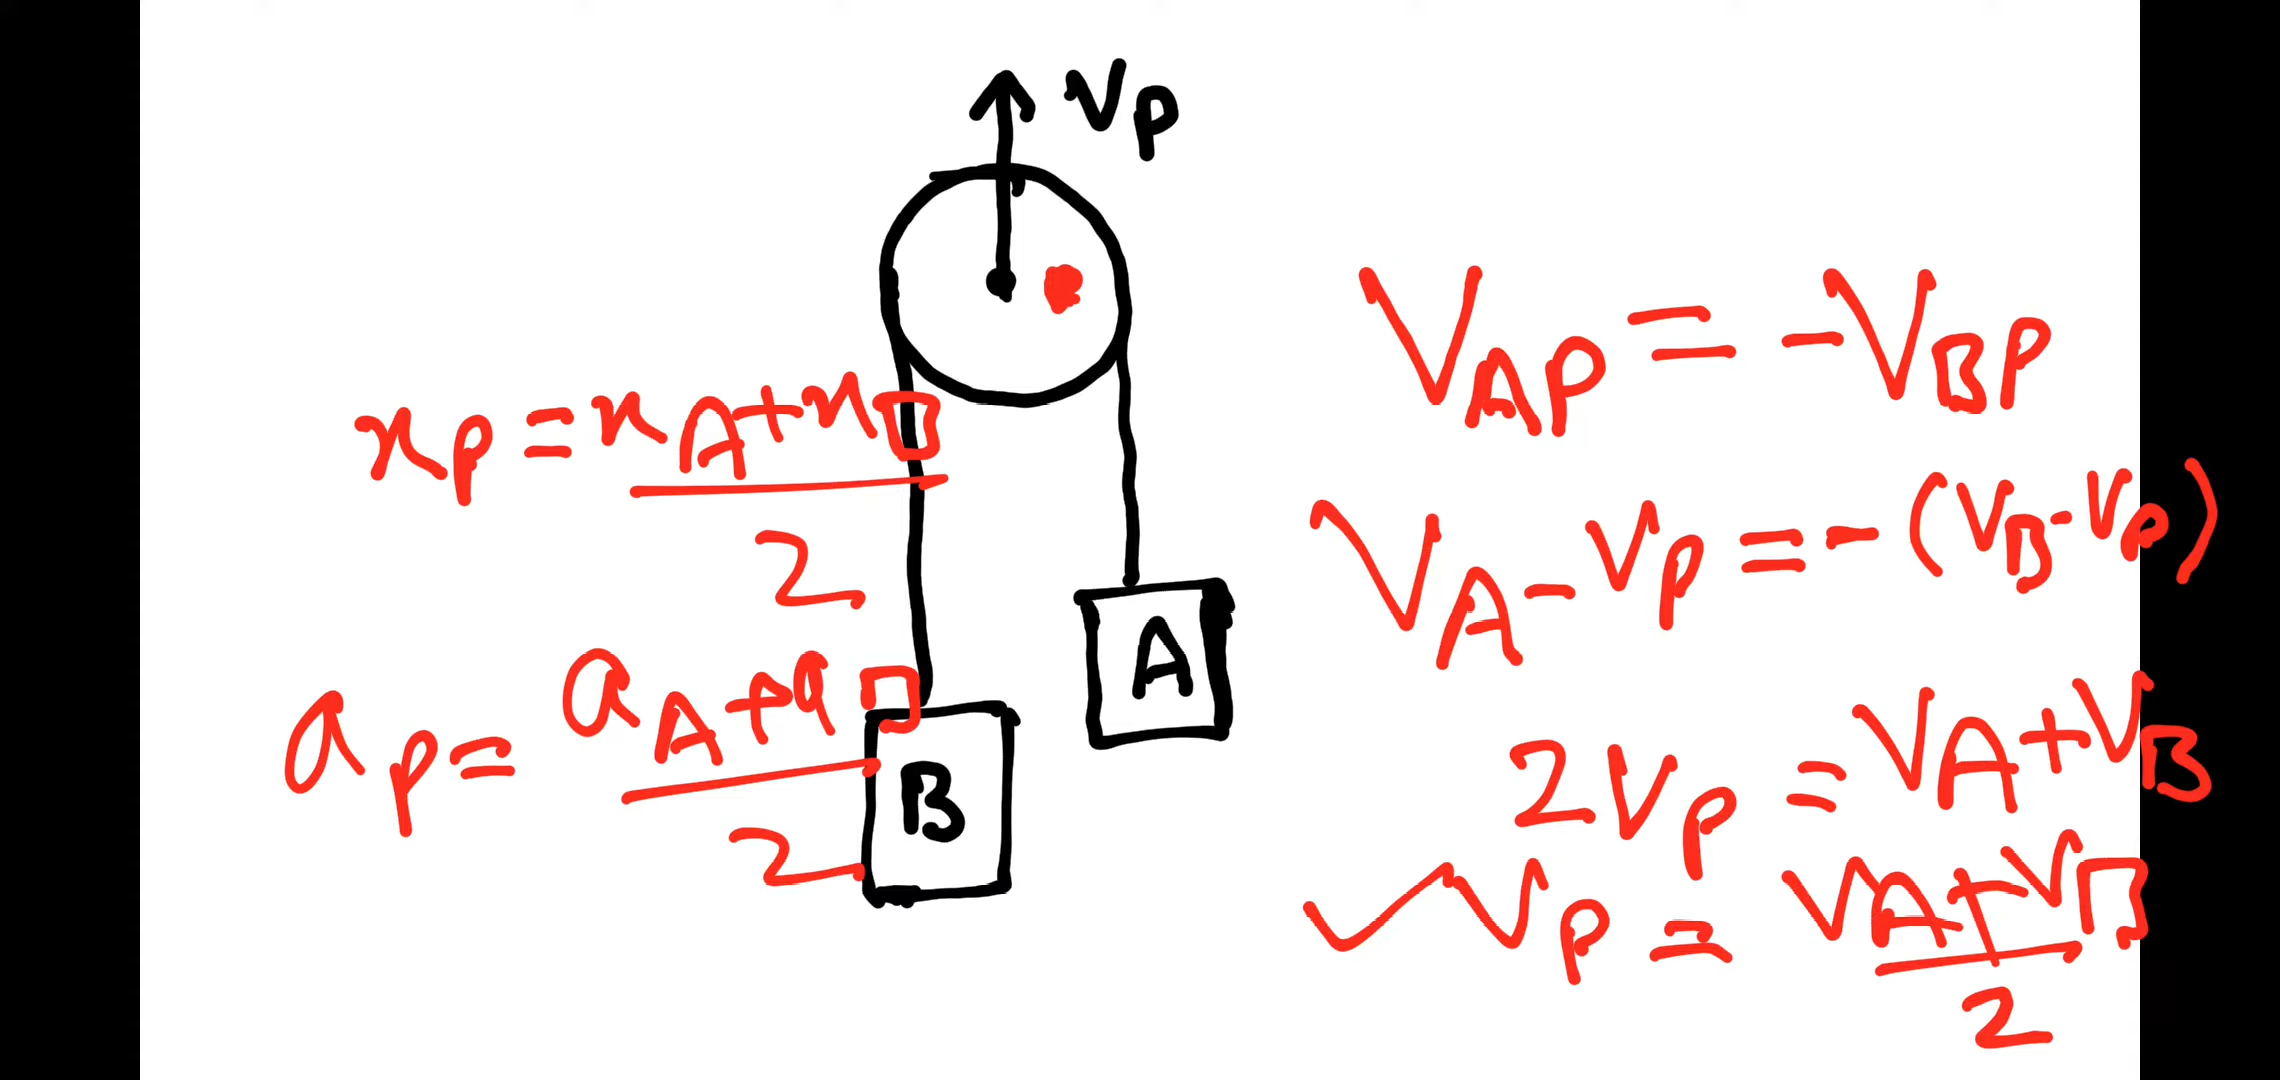 VP
VAP = -VBP
xP = xA+xB
2
VA-VP = -(VB-VP)
A
aP = aA+aB
2
B
2VP = VA+VB
VP = VA+VB
2